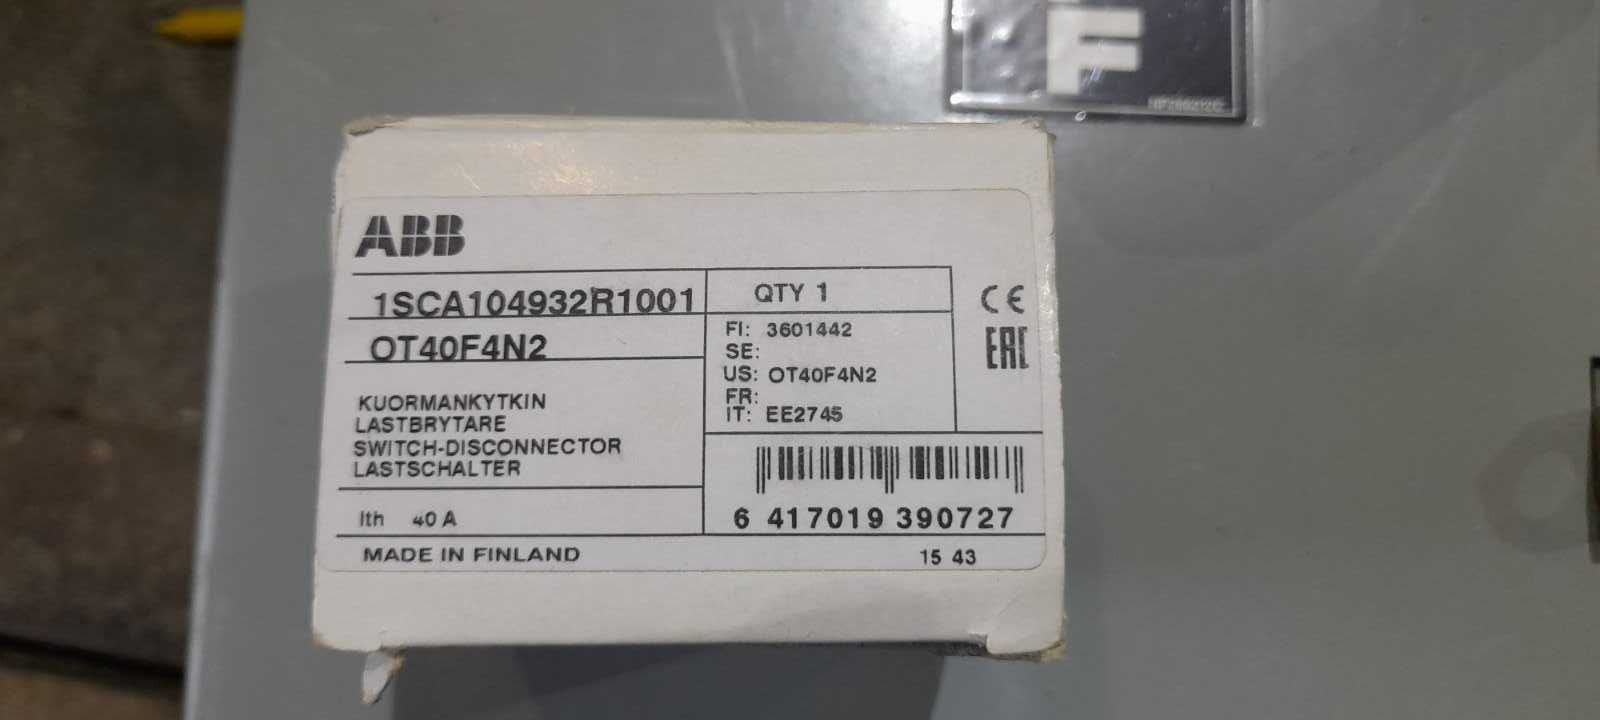 F
ABB
1SCA104932R1001
OT40F4N2
KUORMANKYTKIN
LASTBRYTARE
SWITCH-DISCONNECTOR
LASTSCHALTER
Ith 40 A
MADE IN FINLAND
QTY 1
FI: 3601442
SE:
US: OT40F4N2
FR:
IT: EE2745
CE
EAC
6 417019 390727
15 43